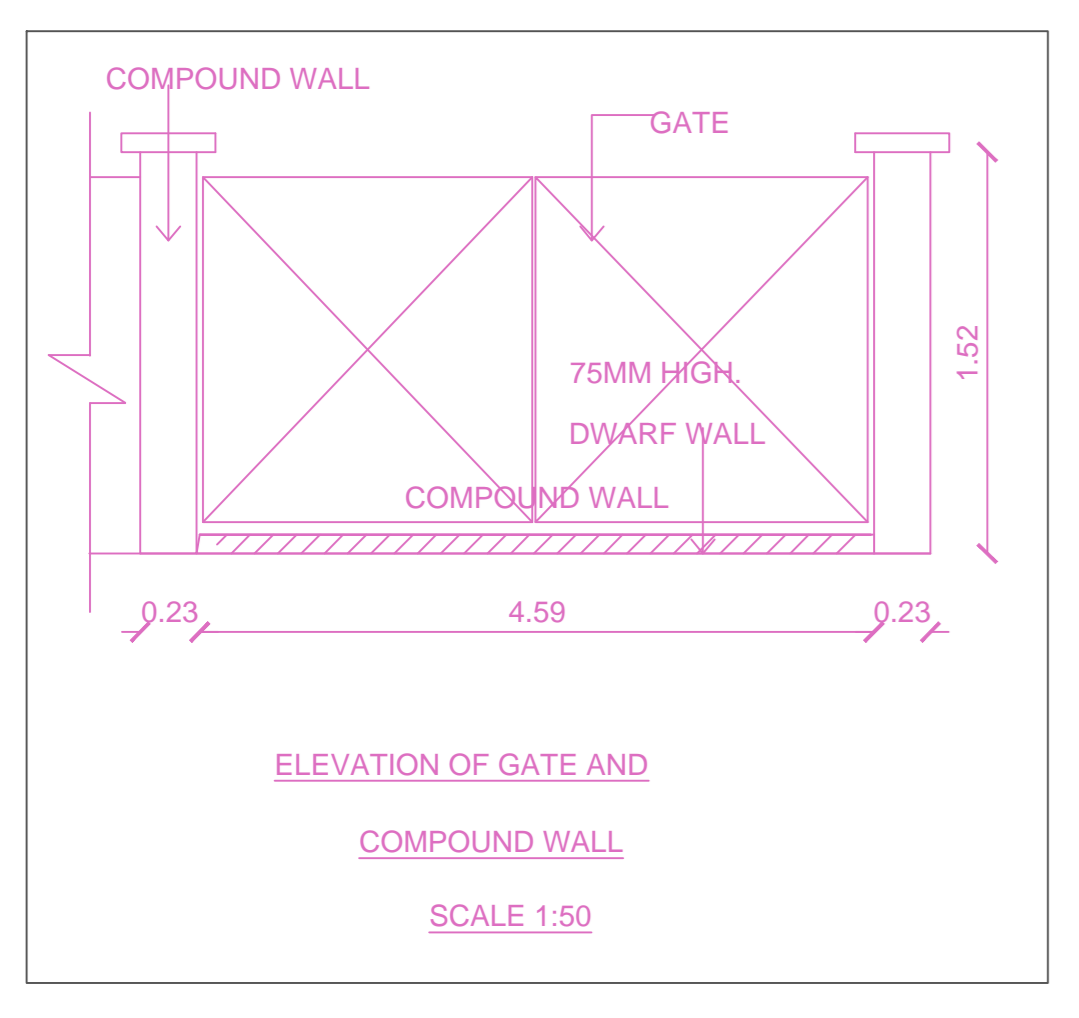 COMPOUND WALL
GATE
1.52
75MM HIGH.
DWARF WALL
COMPOUND WALL
0.23
4.59
0.23
ELEVATION OF GATE AND
COMPOUND WALL
SCALE 1:50